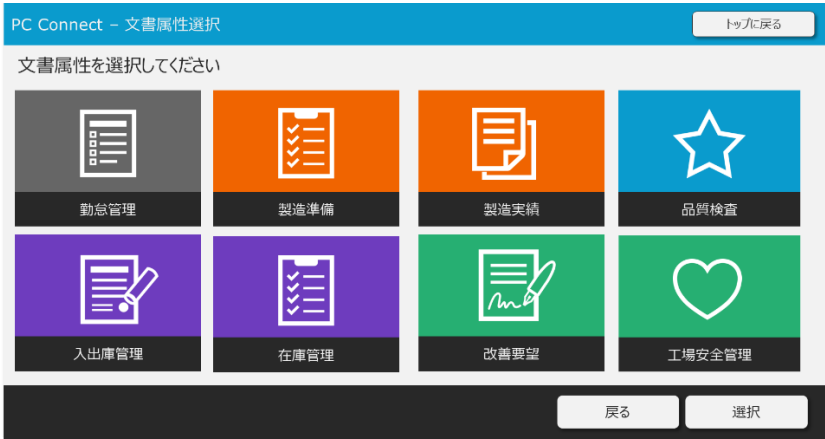 PC Connect – 文書属性選択
トップに戻る
文書属性を選択してください
勤怠管理
製造準備
製造実績
品質検査
入出庫管理
在庫管理
改善要望
工場安全管理
戻る
選択